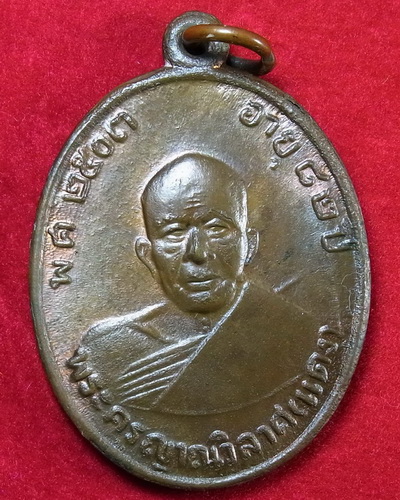 พ.ศ. ๒๕๐๓
อายุ ๘๒ ปี
พระครูญาณวิลาศ(แดง)